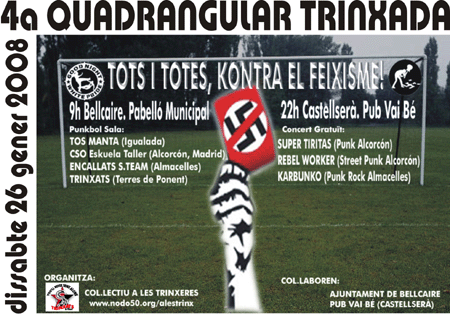 4a QUADRANGULAR TRINXADA
dissabte 26 gener 2008
TOTS I TOTES, KONTRA EL FEIXISME!
9h Bellcaire. Pabelló Municipal
Punkbol Sala:
TOS MANTA (Igualada)
CSO Eskuela Taller (Alcorcón, Madrid)
ENCALLATS S.TEAM (Almacelles)
TRINXATS (Terres de Ponent)
22h Castellserà. Pub Vai Bé
Concert Gratuït:
SUPER TIRITAS (Punk Alcorcón)
REBEL WORKER (Street Punk Alcorcón)
KARBUNKO (Punk Rock Almacelles)
ORGANITZA:
COL.LECTIU A LES TRINXERES
www.nodo50.org/alestrinx
COL.LABOREN:
AJUNTAMENT DE BELLCAIRE
PUB VAI BÉ (CASTELLSERÀ)